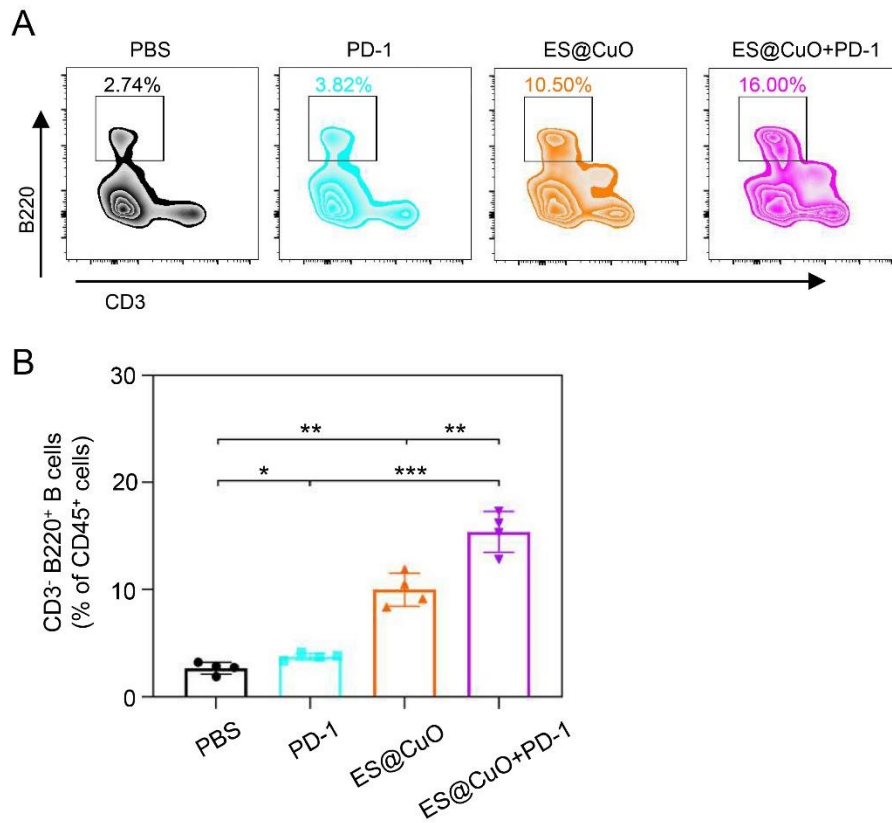 A
PBS PD-1 ES@CuO ES@CuO+PD-1
2.74% 3.82% 10.50% 16.00%
B220
CD3
B
30
20
10
0
CD3⁻ B220⁺ B cells
(% of CD45⁺ cells)
** **
* ***
PBS PD-1 ES@CuO ES@CuO+PD-1